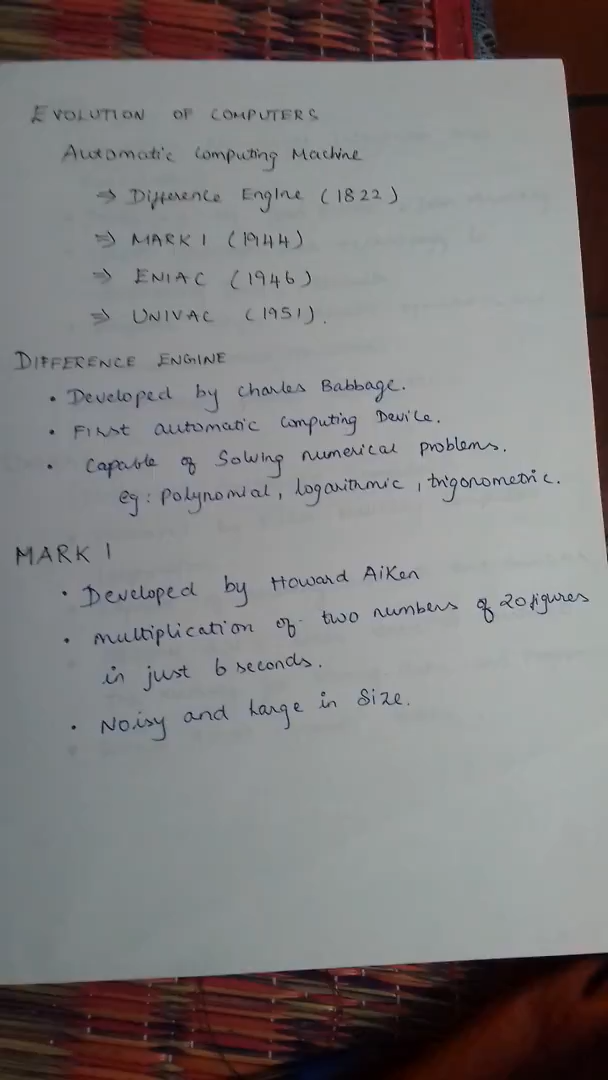 EVOLUTION OF COMPUTERS
Automatic Computing Machine
⇒ Difference Engine (1822)
⇒ MARK 1 (1944)
⇒ ENIAC (1946)
⇒ UNIVAC (1951).
DIFFERENCE ENGINE
• Developed by Charles Babbage.
• First automatic computing Device.
• Capable of Solving numerical problems.
eg: polynomial, logarithmic, trigonometric.
MARK 1
• Developed by Howard Aiken
• Multiplication of two numbers of 20 figures
in just 6 seconds.
• Noisy and Large in Size.